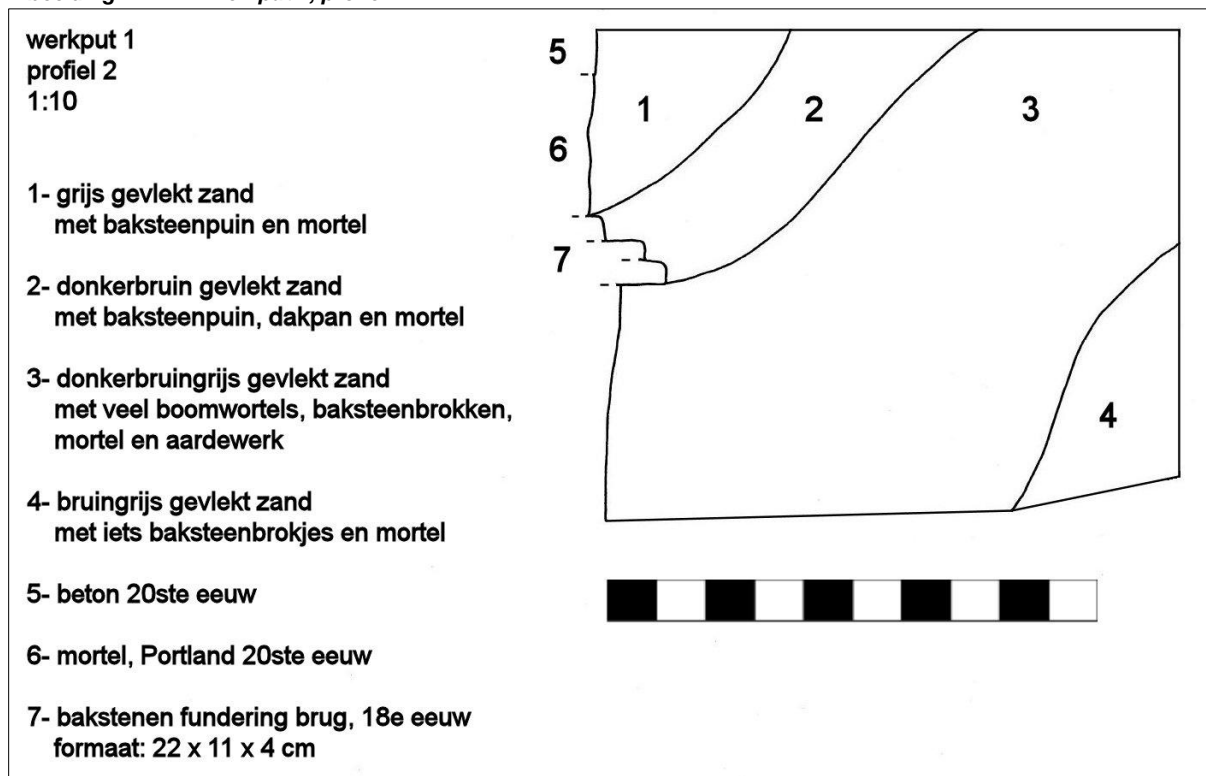 werkput 1
profiel 2
1:10
1- grijs gevlekt zand
met baksteenpuin en mortel
2- donkerbruin gevlekt zand
met baksteenpuin, dakpan en mortel
3- donkerbruingrijs gevlekt zand
met veel boomwortels, baksteenbrokken,
mortel en aardewerk
4- bruingrijs gevlekt zand
met iets baksteenbrokjes en mortel
5- beton 20ste eeuw
6- mortel, Portland 20ste eeuw
7- bakstenen fundering brug, 18e eeuw
formaat: 22 x 11 x 4 cm
5
1
2
3
6
7
4